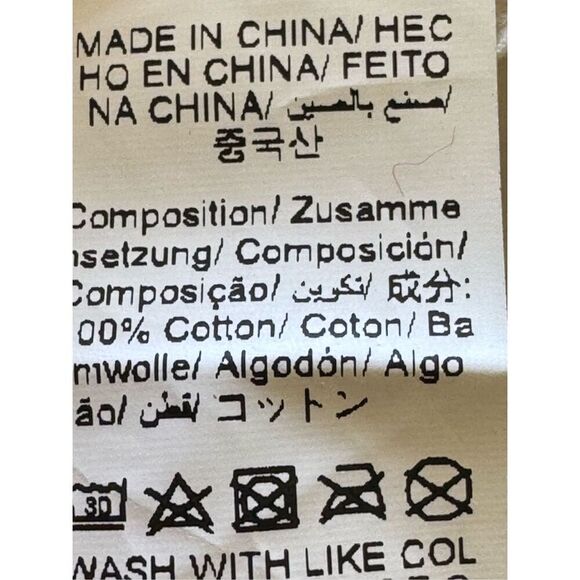 MADE IN CHINA/ HEC
HO EN CHINA/ FEITO
NA CHINA/ صنع بالصين/
중국산
Composition/ Zusamme
nsetzung/ Composición/
Composição/ تكوين/ 成分:
00% Cotton/ Coton/ Ba
mwolle/ Algodón/ Algo
ão/ قطن/ コットン
30
WASH WITH LIKE COL